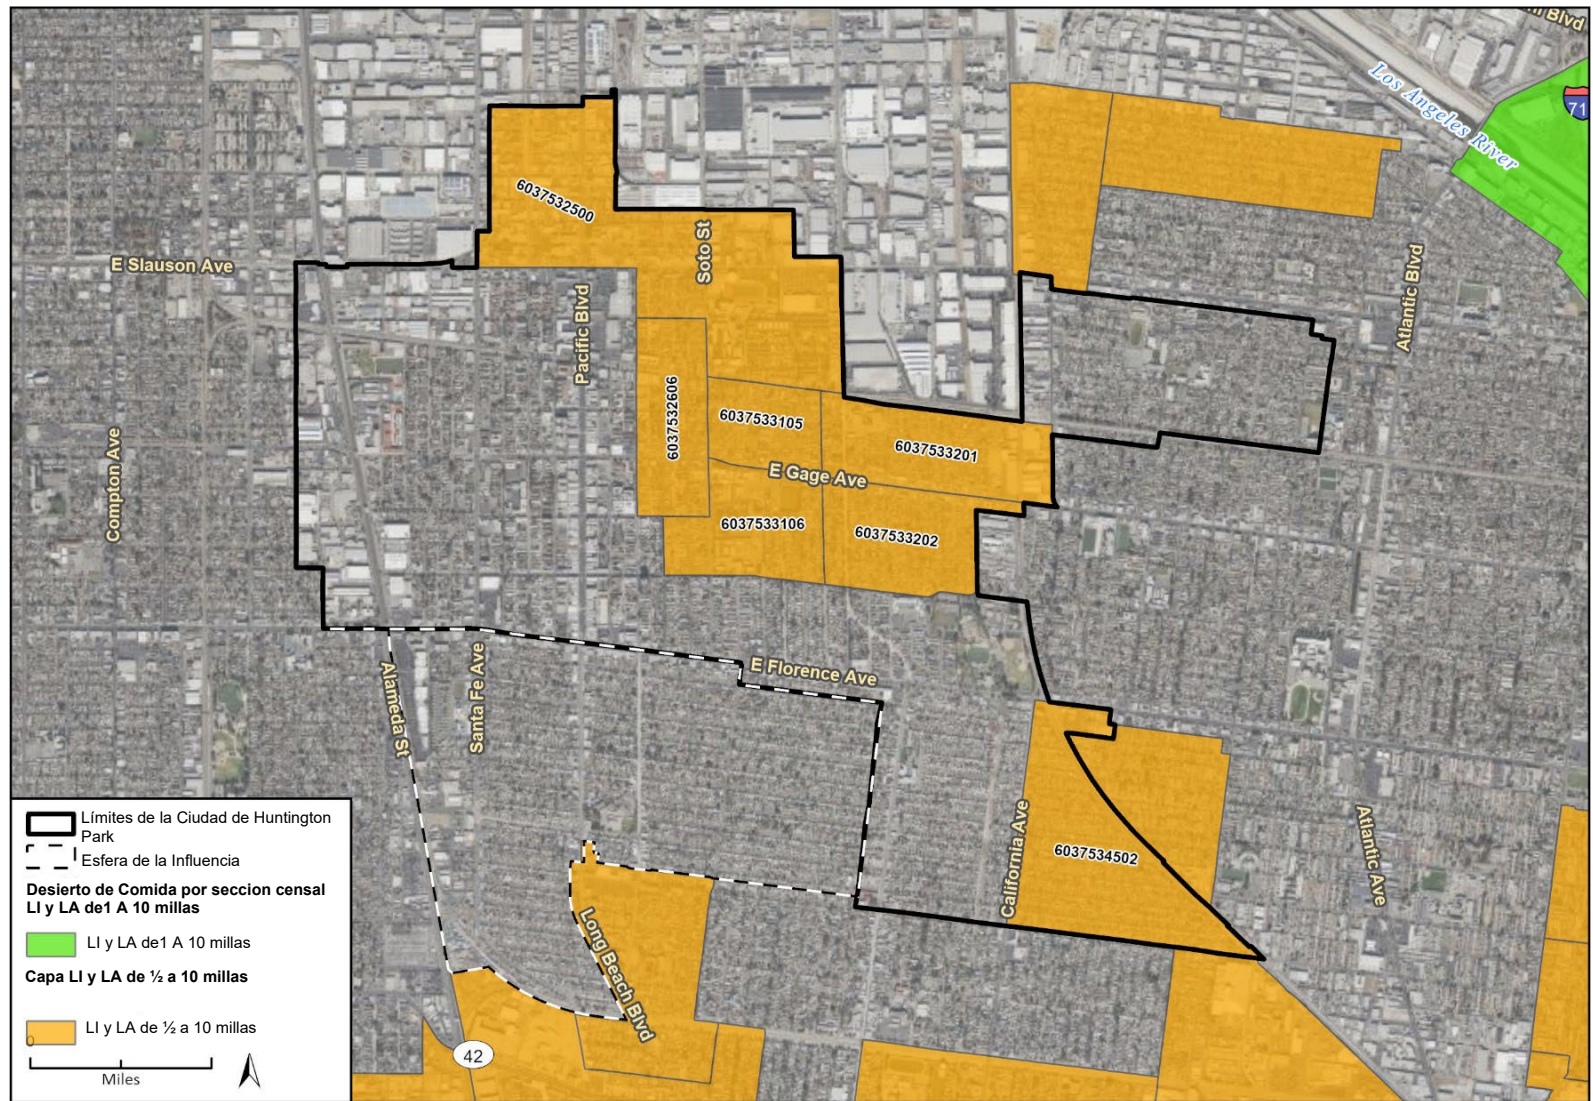 Los Angeles River
71
6037532500
Soto St
E Slauson Ave
Pacific Blvd
Atlantic Blvd
6037532606
6037533105
6037533201
E Gage Ave
Compton Ave
6037533106
6037533202
E Florence Ave
Alameda St
Santa Fe Ave
California Ave
6037534502
Atlantic Ave
Long Beach Blvd
42
Límites de la Ciudad de Huntington
Park
Esfera de la Influencia
Desierto de Comida por seccion censal
LI y LA de1 A 10 millas
LI y LA de1 A 10 millas
Capa LI y LA de ½ a 10 millas
LI y LA de ½ a 10 millas
0
Miles